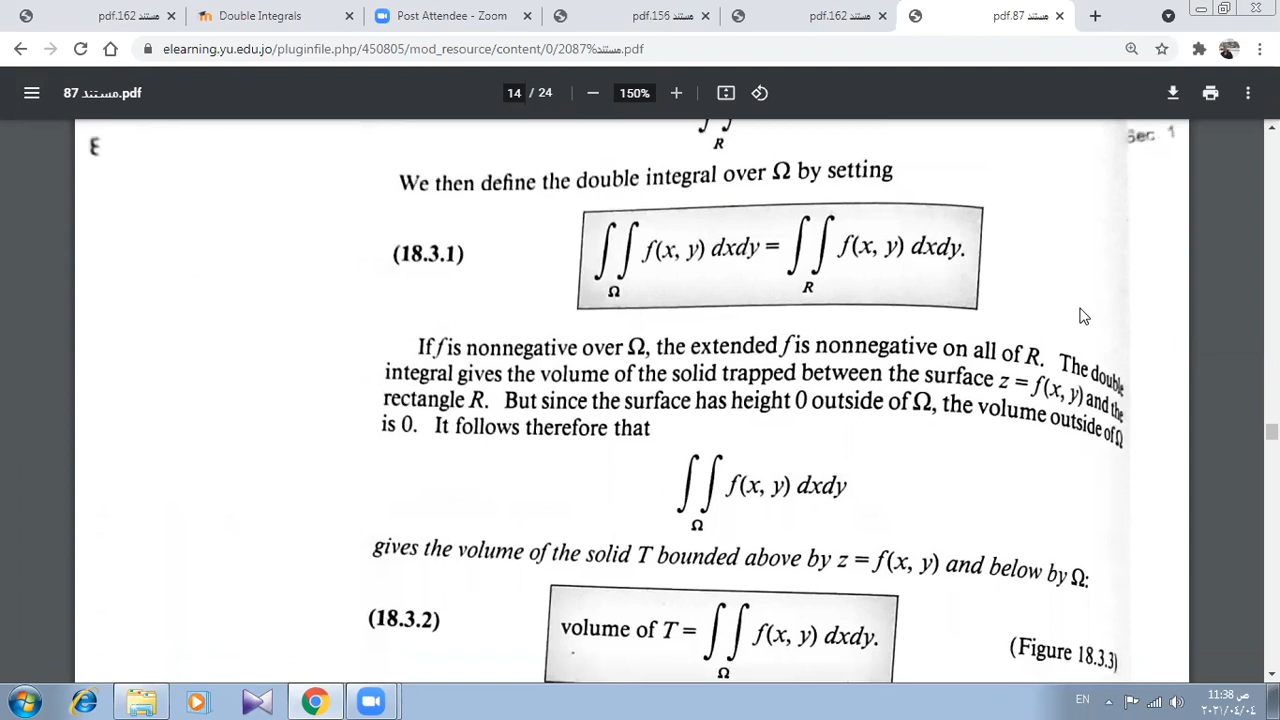 162 مستند.pdf
Double Integrals
Post Attendee - Zoom
156 مستند.pdf
162 مستند.pdf
87 مستند.pdf
elearning.yu.edu.jo/pluginfile.php/450805/mod_resource/content/0/2087%مستند.pdf
87 مستند.pdf
14 / 24
150%
R
Sec. 1
We then define the double integral over Ω by setting
(18.3.1) ∫∫Ω f(x, y) dxdy = ∫∫R f(x, y) dxdy.
If f is nonnegative over Ω, the extended f is nonnegative on all of R. The double
integral gives the volume of the solid trapped between the surface z = f(x, y) and the
rectangle R. But since the surface has height 0 outside of Ω, the volume outside of Ω
is 0. It follows therefore that
∫∫Ω f(x, y) dxdy
gives the volume of the solid T bounded above by z = f(x, y) and below by Ω:
(18.3.2) volume of T = ∫∫Ω f(x, y) dxdy. (Figure 18.3.3)
EN
11:38 ص
٢٠٢١/٠٤/٠٤